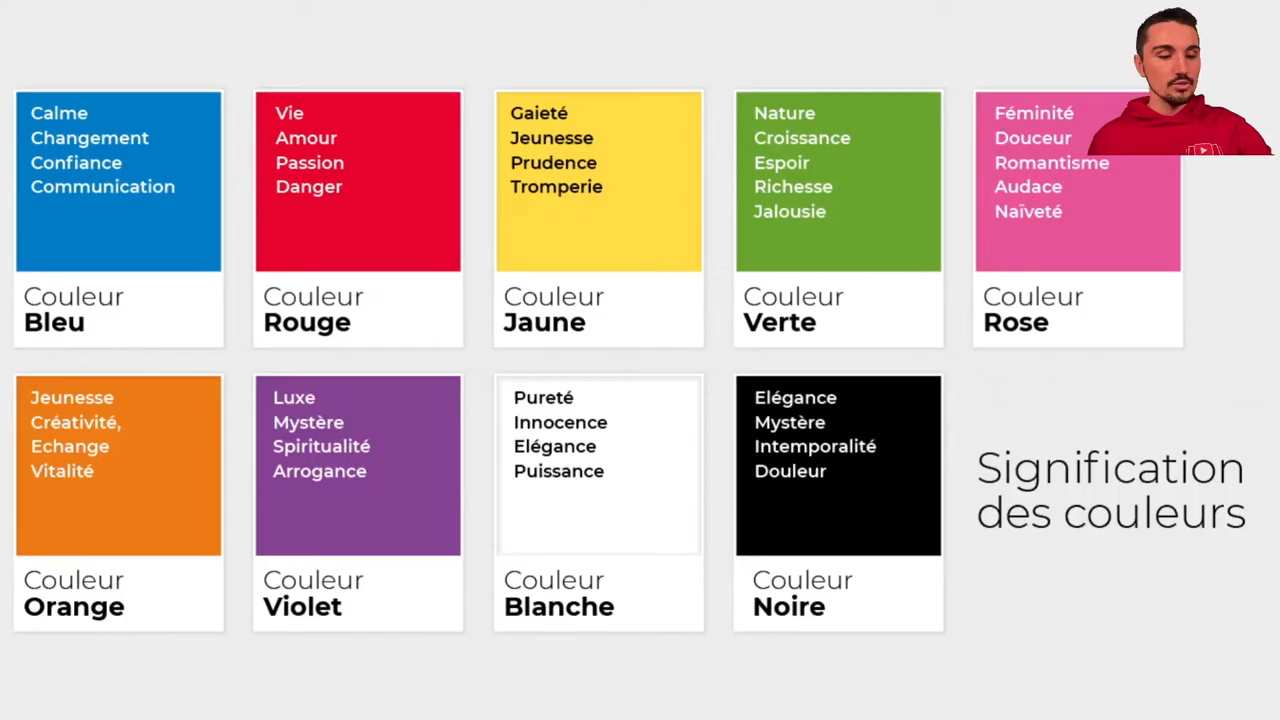 Calme
Changement
Confiance
Communication
Couleur
Bleu
Vie
Amour
Passion
Danger
Couleur
Rouge
Gaieté
Jeunesse
Prudence
Tromperie
Couleur
Jaune
Nature
Croissance
Espoir
Richesse
Jalousie
Couleur
Verte
Féminité
Douceur
Romantisme
Audace
Naïveté
Couleur
Rose
Jeunesse
Créativité,
Echange
Vitalité
Couleur
Orange
Luxe
Mystère
Spiritualité
Arrogance
Couleur
Violet
Pureté
Innocence
Elégance
Puissance
Couleur
Blanche
Elégance
Mystère
Intemporalité
Douleur
Couleur
Noire
Signification
des couleurs